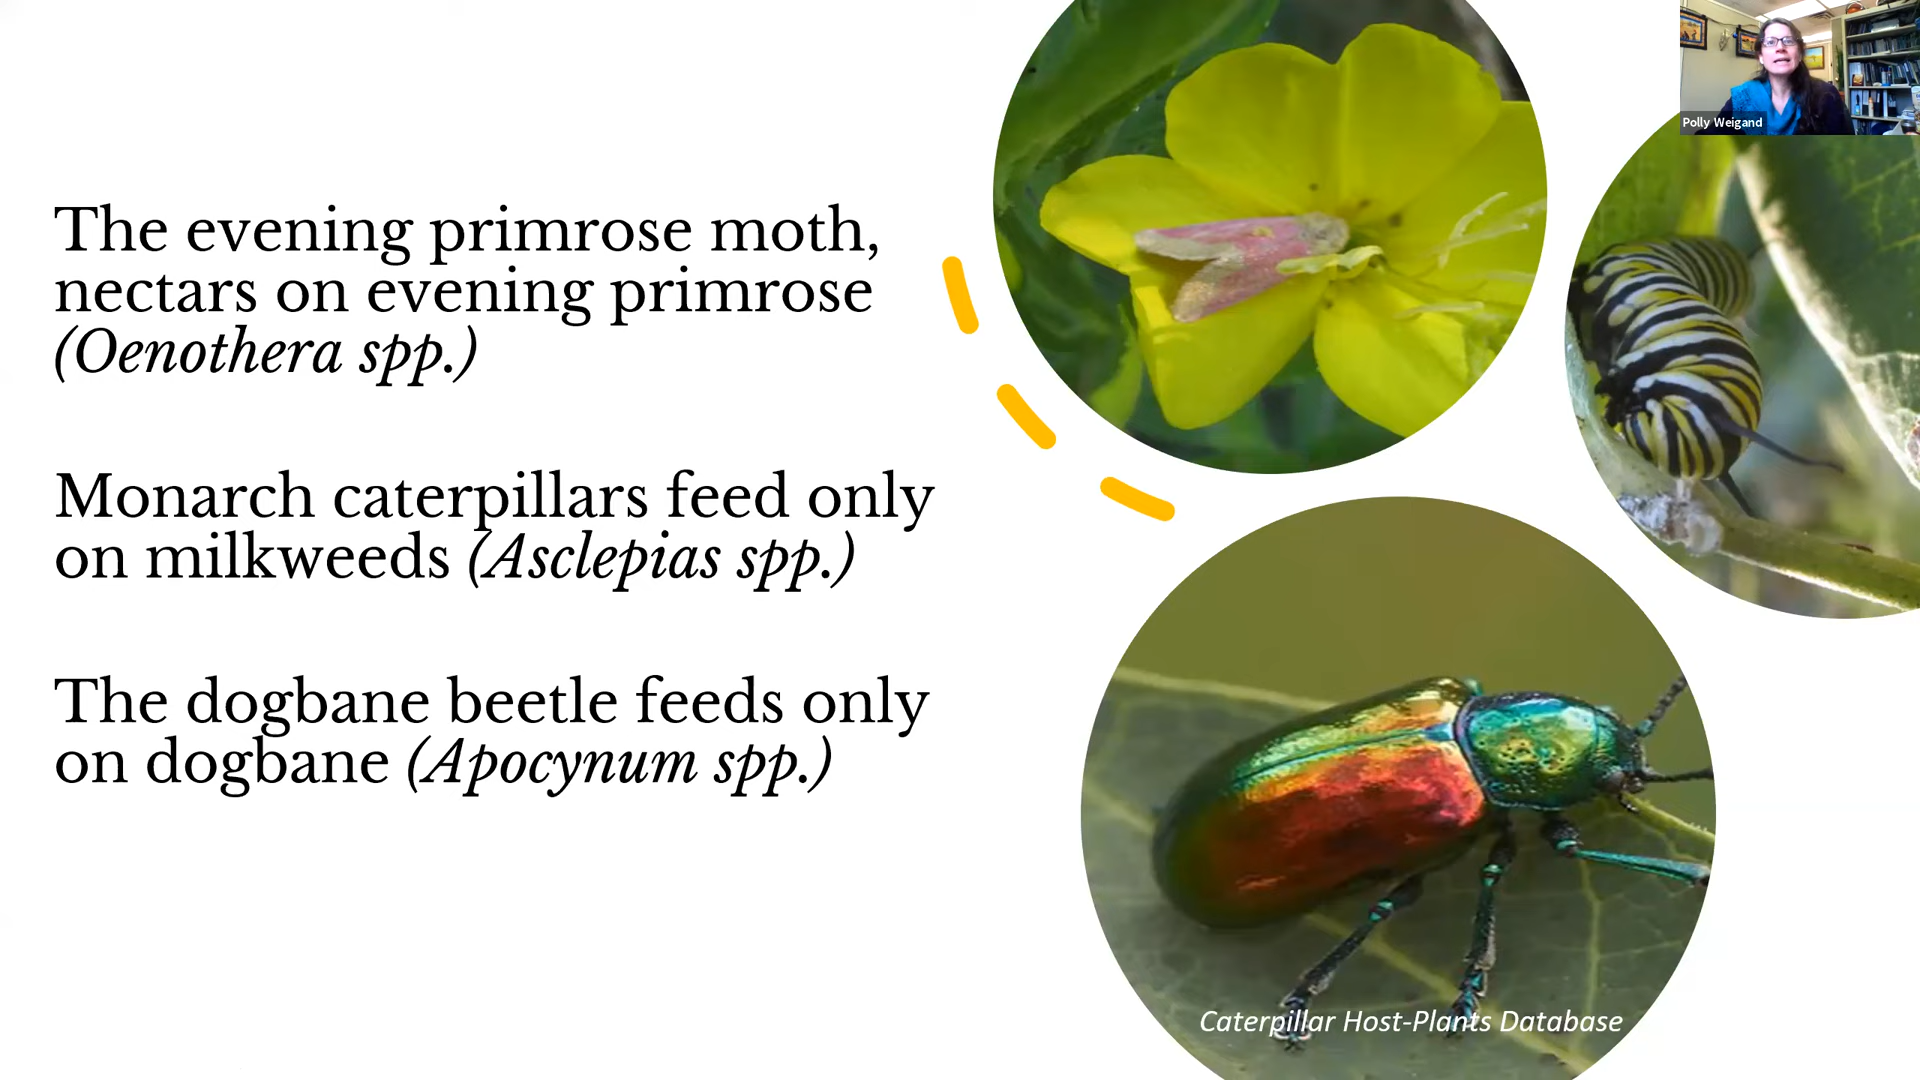 Polly Weigand
The evening primrose moth,
nectars on evening primrose
(Oenothera spp.)
Monarch caterpillars feed only
on milkweeds (Asclepias spp.)
The dogbane beetle feeds only
on dogbane (Apocynum spp.)
Caterpillar Host-Plants Database